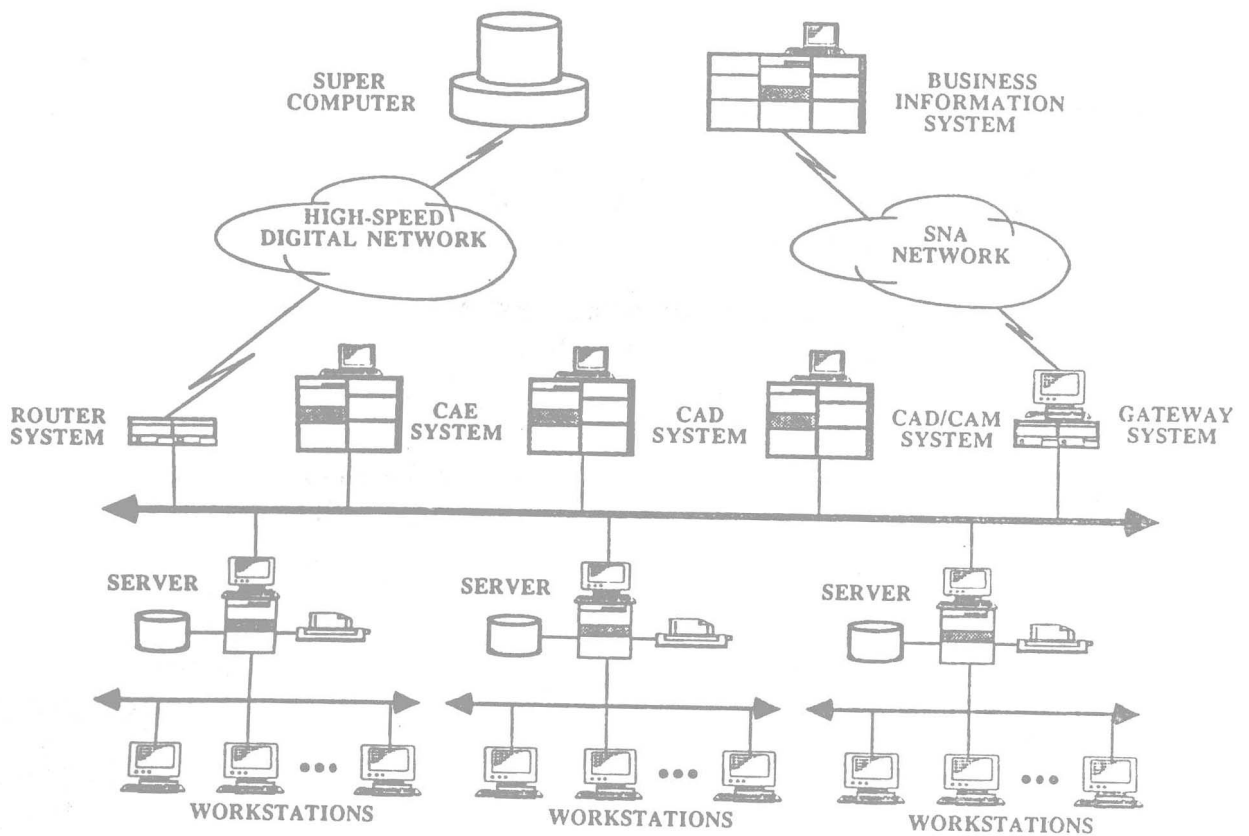 SUPER
COMPUTER
BUSINESS
INFORMATION
SYSTEM
HIGH-SPEED
DIGITAL NETWORK
SNA
NETWORK
ROUTER
SYSTEM
CAE
SYSTEM
CAD
SYSTEM
CAD/CAM
SYSTEM
GATEWAY
SYSTEM
SERVER
SERVER
SERVER
WORKSTATIONS
WORKSTATIONS
WORKSTATIONS